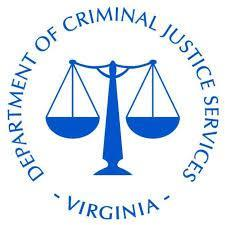 DEPARTMENT OF CRIMINAL JUSTICE SERVICES
- VIRGINIA -